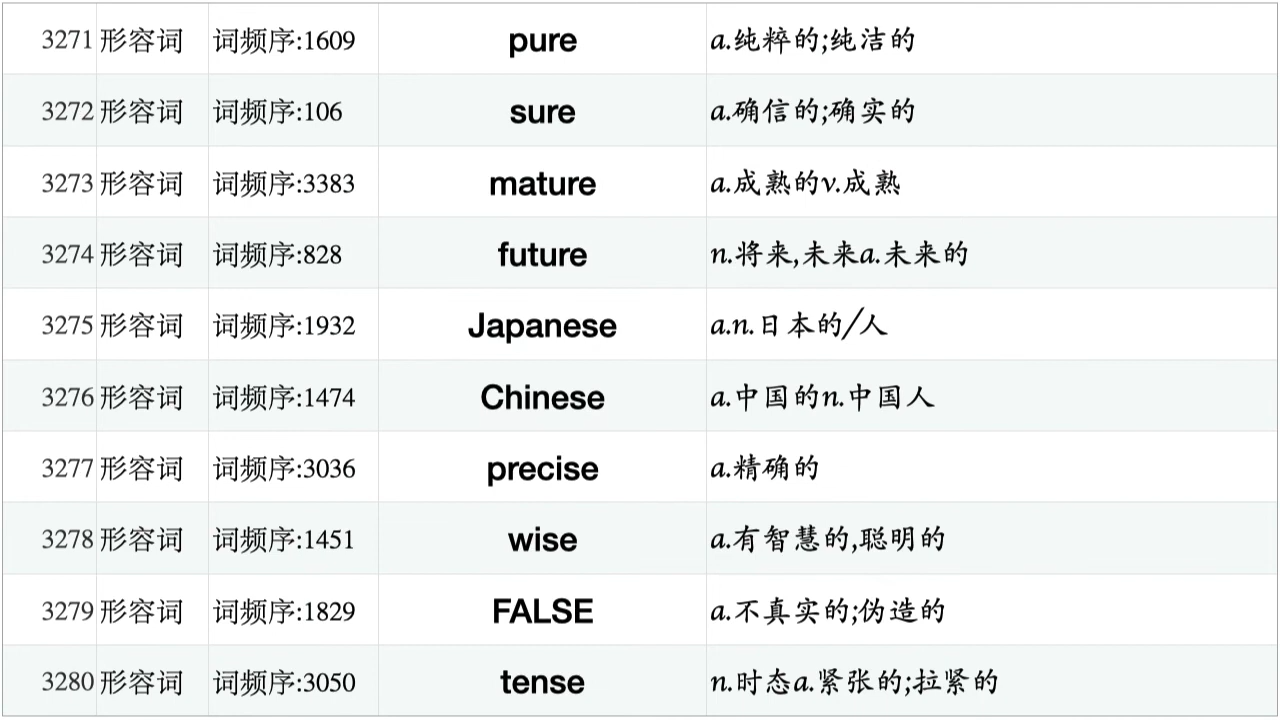 3271 形容词 词频序:1609 pure a.纯粹的;纯洁的
3272 形容词 词频序:106 sure a.确信的;确实的
3273 形容词 词频序:3383 mature a.成熟的v.成熟
3274 形容词 词频序:828 future n.将来,未来a.未来的
3275 形容词 词频序:1932 Japanese a.n.日本的/人
3276 形容词 词频序:1474 Chinese a.中国的n.中国人
3277 形容词 词频序:3036 precise a.精确的
3278 形容词 词频序:1451 wise a.有智慧的,聪明的
3279 形容词 词频序:1829 FALSE a.不真实的;伪造的
3280 形容词 词频序:3050 tense n.时态a.紧张的;拉紧的